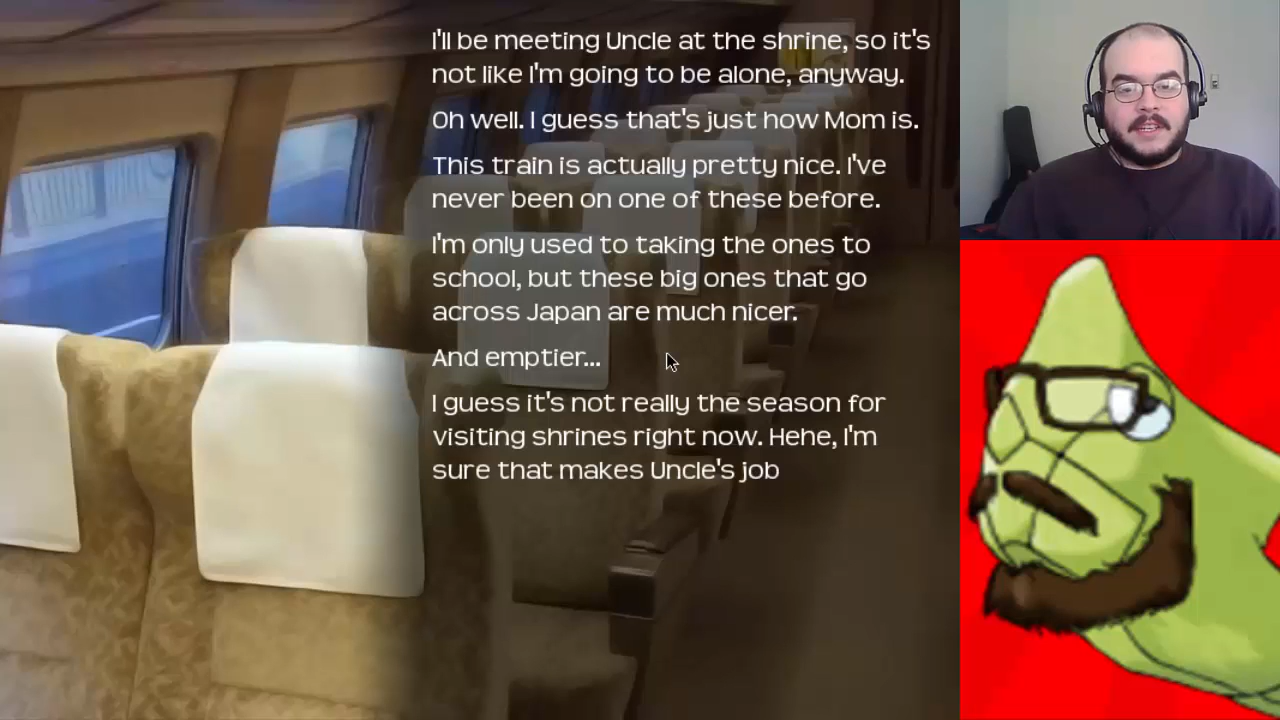 I'll be meeting Uncle at the shrine, so it's
not like I'm going to be alone, anyway.
Oh well. I guess that's just how Mom is.
This train is actually pretty nice. I've
never been on one of these before.
I'm only used to taking the ones to
school, but these big ones that go
across Japan are much nicer.
And emptier...
I guess it's not really the season for
visiting shrines right now. Hehe, I'm
sure that makes Uncle's job